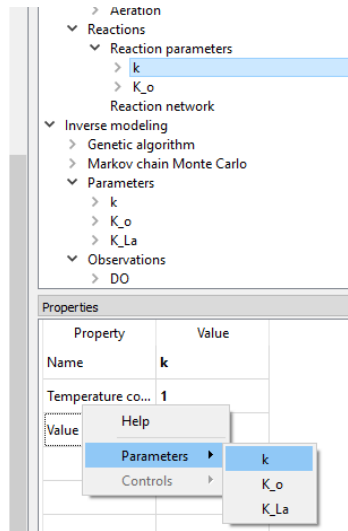 Aeration
Reactions
Reaction parameters
k
K_o
Reaction network
Inverse modeling
Genetic algorithm
Markov chain Monte Carlo
Parameters
k
K_o
K_La
Observations
DO
Properties
Property Value
Name k
Temperature co... 1
Value
Help
Parameters k
Controls K_o
K_La